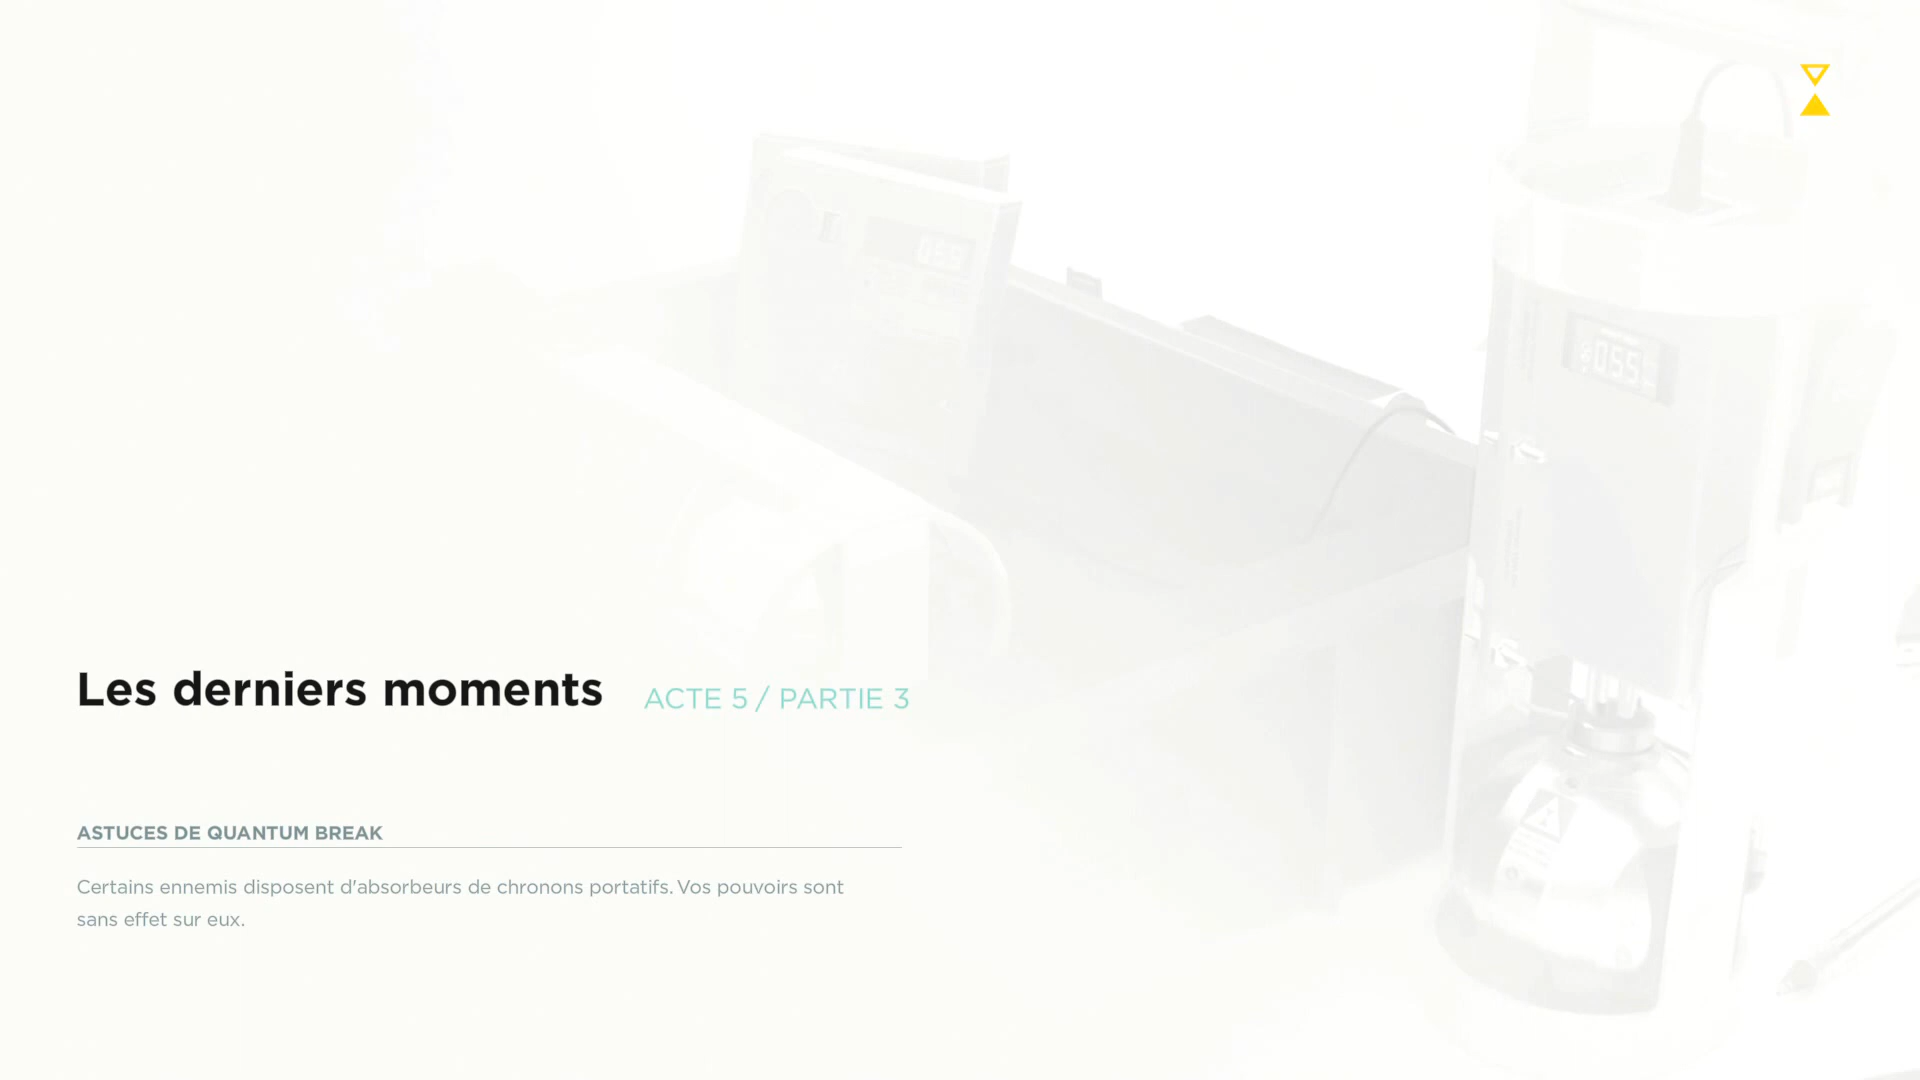 055
Les derniers moments ACTE 5 / PARTIE 3
ASTUCES DE QUANTUM BREAK
Certains ennemis disposent d'absorbeurs de chronons portatifs. Vos pouvoirs sont
sans effet sur eux.